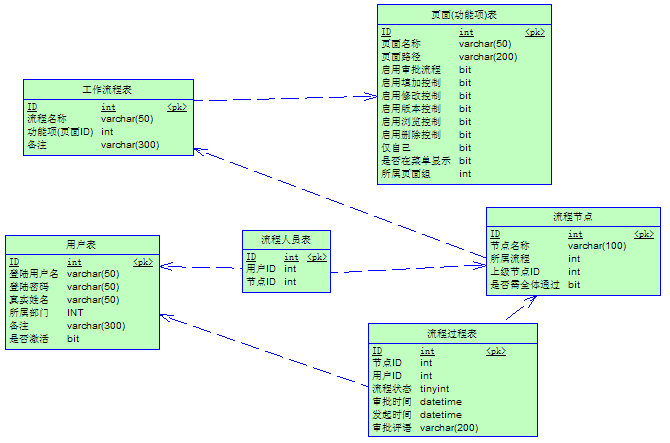 页面(功能项)表
ID int <pk>
页面名称 varchar(50)
页面路径 varchar(200)
启用审批流程 bit
启用填加控制 bit
启用修改控制 bit
启用版本控制 bit
启用浏览控制 bit
启用删除控制 bit
仅自己 bit
是否在菜单显示 bit
所属页面组 int
工作流程表
ID int <pk>
流程名称 varchar(50)
功能项(页面ID) int
备注 varchar(300)
流程节点
ID int <pk>
节点名称 varchar(100)
所属流程 int
上级节点ID int
是否需全体通过 bit
流程人员表
ID int <pk>
用户ID int
节点ID int
用户表
ID int <pk>
登陆用户名 varchar(50)
登陆密码 varchar(50)
真实姓名 varchar(50)
所属部门 INT
备注 varchar(300)
是否激活 bit
流程过程表
ID int <pk>
节点ID int
用户ID int
流程状态 tinyint
审批时间 datetime
发起时间 datetime
审批评语 varchar(200)